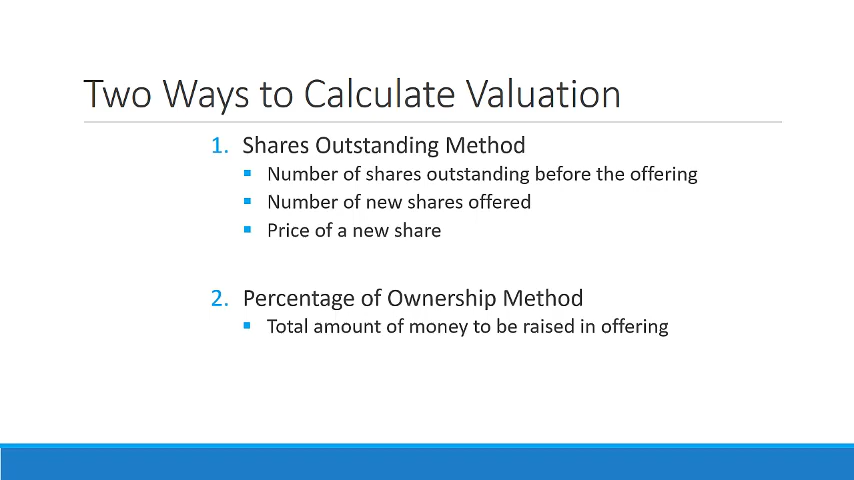 Two Ways to Calculate Valuation
1. Shares Outstanding Method
▪ Number of shares outstanding before the offering
▪ Number of new shares offered
▪ Price of a new share
2. Percentage of Ownership Method
▪ Total amount of money to be raised in offering